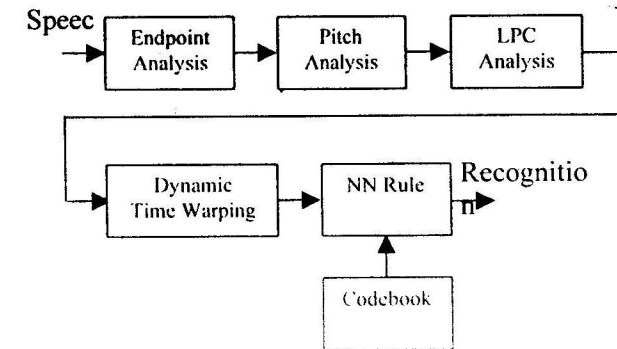 Speec
Endpoint
Analysis
Pitch
Analysis
LPC
Analysis
Dynamic
Time Warping
NN Rule
Recognitio
n
Codebook